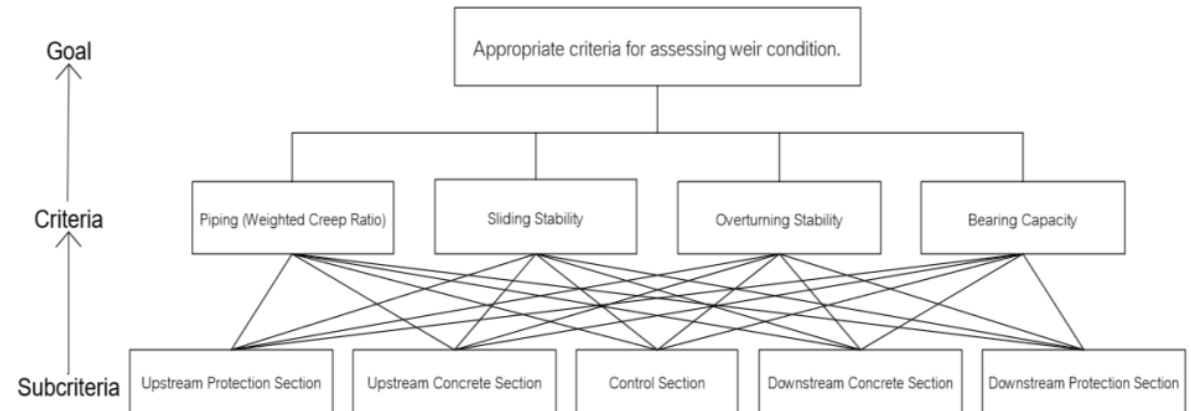 Goal
Appropriate criteria for assessing weir condition.
Criteria
Piping (Weighted Creep Ratio)
Sliding Stability
Overturning Stability
Bearing Capacity
Subcriteria
Upstream Protection Section
Upstream Concrete Section
Control Section
Downstream Concrete Section
Downstream Protection Section